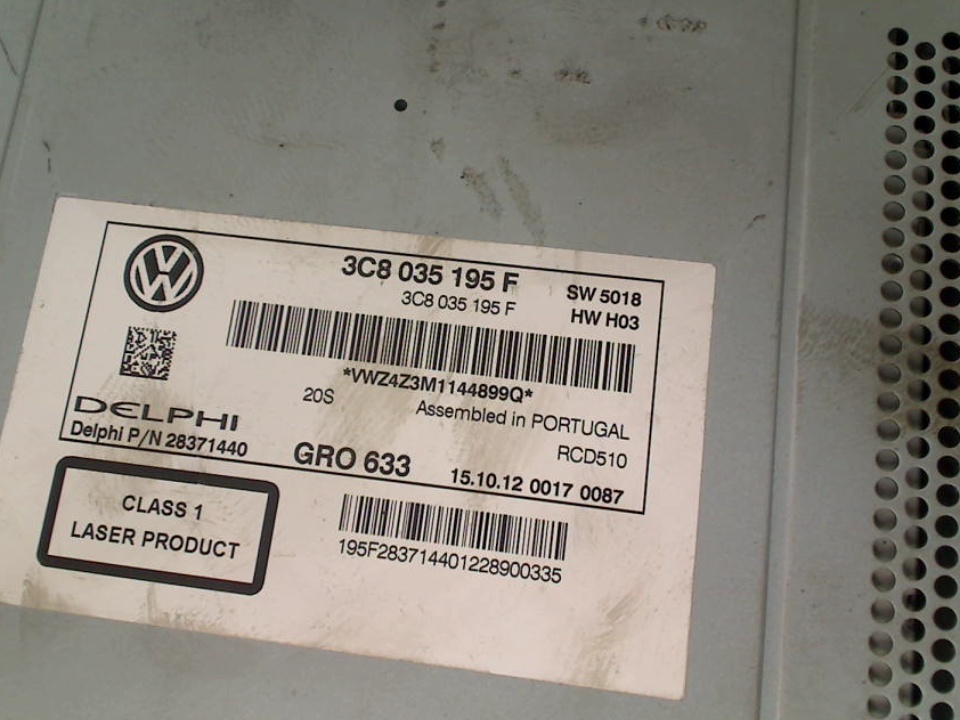 3C8 035 195 F
3C8 035 195 F
SW 5018
HW H03
*VWZ4Z3M1144899Q*
20S
Assembled in PORTUGAL
DELPHI
Delphi P/N 28371440
GRO 633
RCD510
15.10.12 0017 0087
CLASS 1
LASER PRODUCT
195F283714401228900335